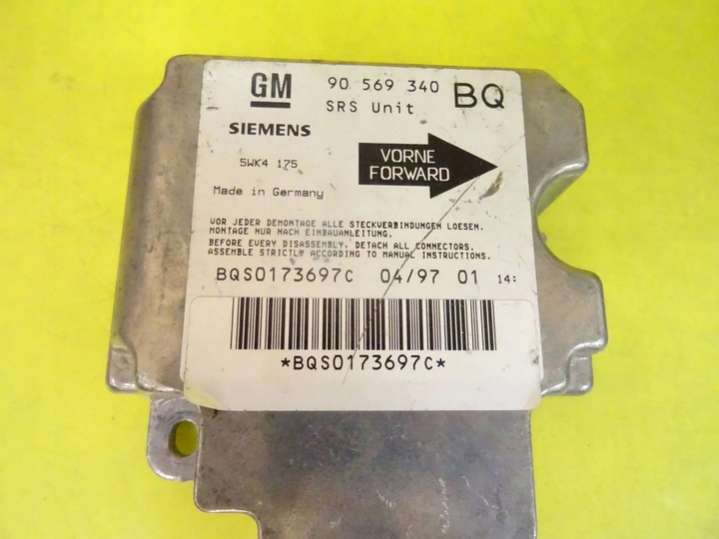 GM 90 569 340 BQ
SRS Unit
SIEMENS
5WK4 175
VORNE
FORWARD
Made in Germany
VOR JEDER DEMONTAGE ALLE STECKVERBINDUNGEN LOESEN.
MONTAGE NUR NACH EINBAUANLEITUNG.
BEFORE EVERY DISASSEMBLY. DETACH ALL CONNECTORS.
ASSEMBLE STRICTLY ACCORDING TO MANUAL INSTRUCTIONS.
BQS0173697C 04/97 01 14:
*BQS0173697C*